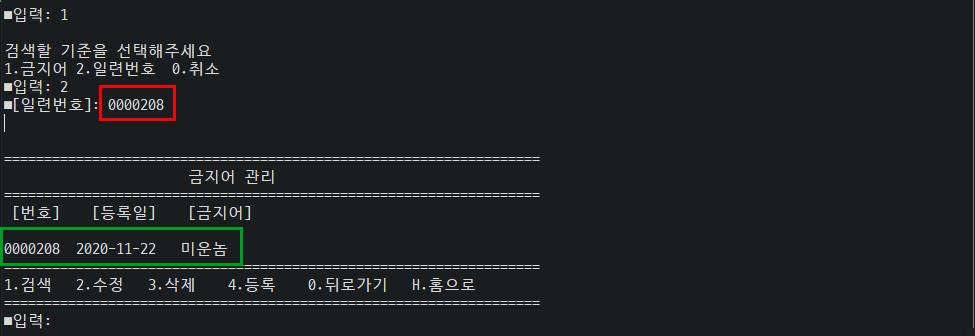 ■입력: 1
검색할 기준을 선택해주세요
1.금지어 2.일련번호 0.취소
■입력: 2
■[일련번호]: 0000208
====================================================================
금지어 관리
====================================================================
[번호] [등록일] [금지어]
0000208 2020-11-22 미운놈
====================================================================
1.검색 2.수정 3.삭제 4.등록 0.뒤로가기 H.홈으로
====================================================================
■입력: